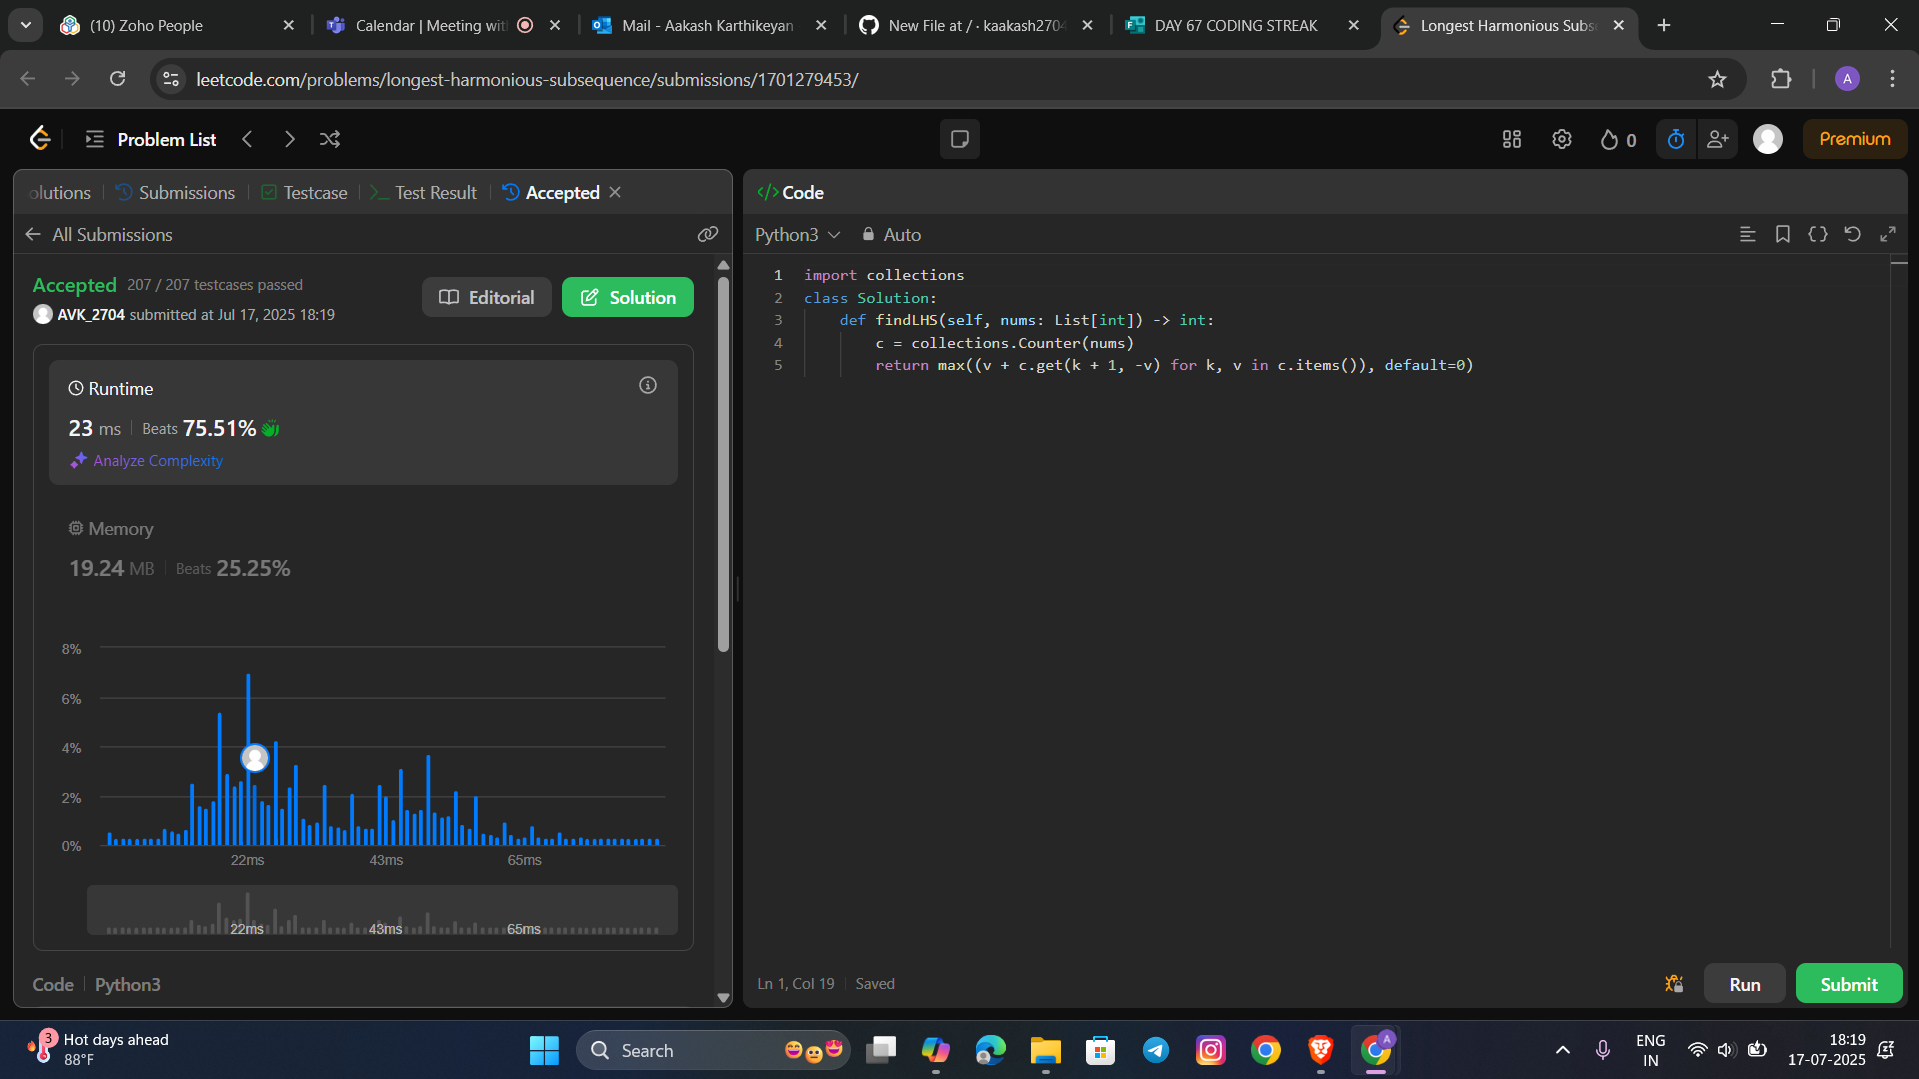 (10) Zoho People
Calendar | Meeting with
Mail - Aakash Karthikeyan
New File at / · kaakash2704
DAY 67 CODING STREAK
Longest Harmonious Subs
leetcode.com/problems/longest-harmonious-subsequence/submissions/1701279453/
A
Problem List
0
Premium
olutions
Submissions
Testcase
Test Result
Accepted
</> Code
All Submissions
Python3
Auto
Accepted 207 / 207 testcases passed
AVK_2704 submitted at Jul 17, 2025 18:19
Editorial
Solution
Runtime
23 ms Beats 75.51%
Analyze Complexity
Memory
19.24 MB Beats 25.25%
8%
6%
4%
2%
0%
22ms 43ms 65ms
22ms 43ms 65ms
Code Python3
1 import collections
2 class Solution:
3 def findLHS(self, nums: List[int]) -> int:
4 c = collections.Counter(nums)
5 return max((v + c.get(k + 1, -v) for k, v in c.items()), default=0)
Ln 1, Col 19 Saved
Run
Submit
3
Hot days ahead
88°F
Search
A
ENG
IN
18:19
17-07-2025